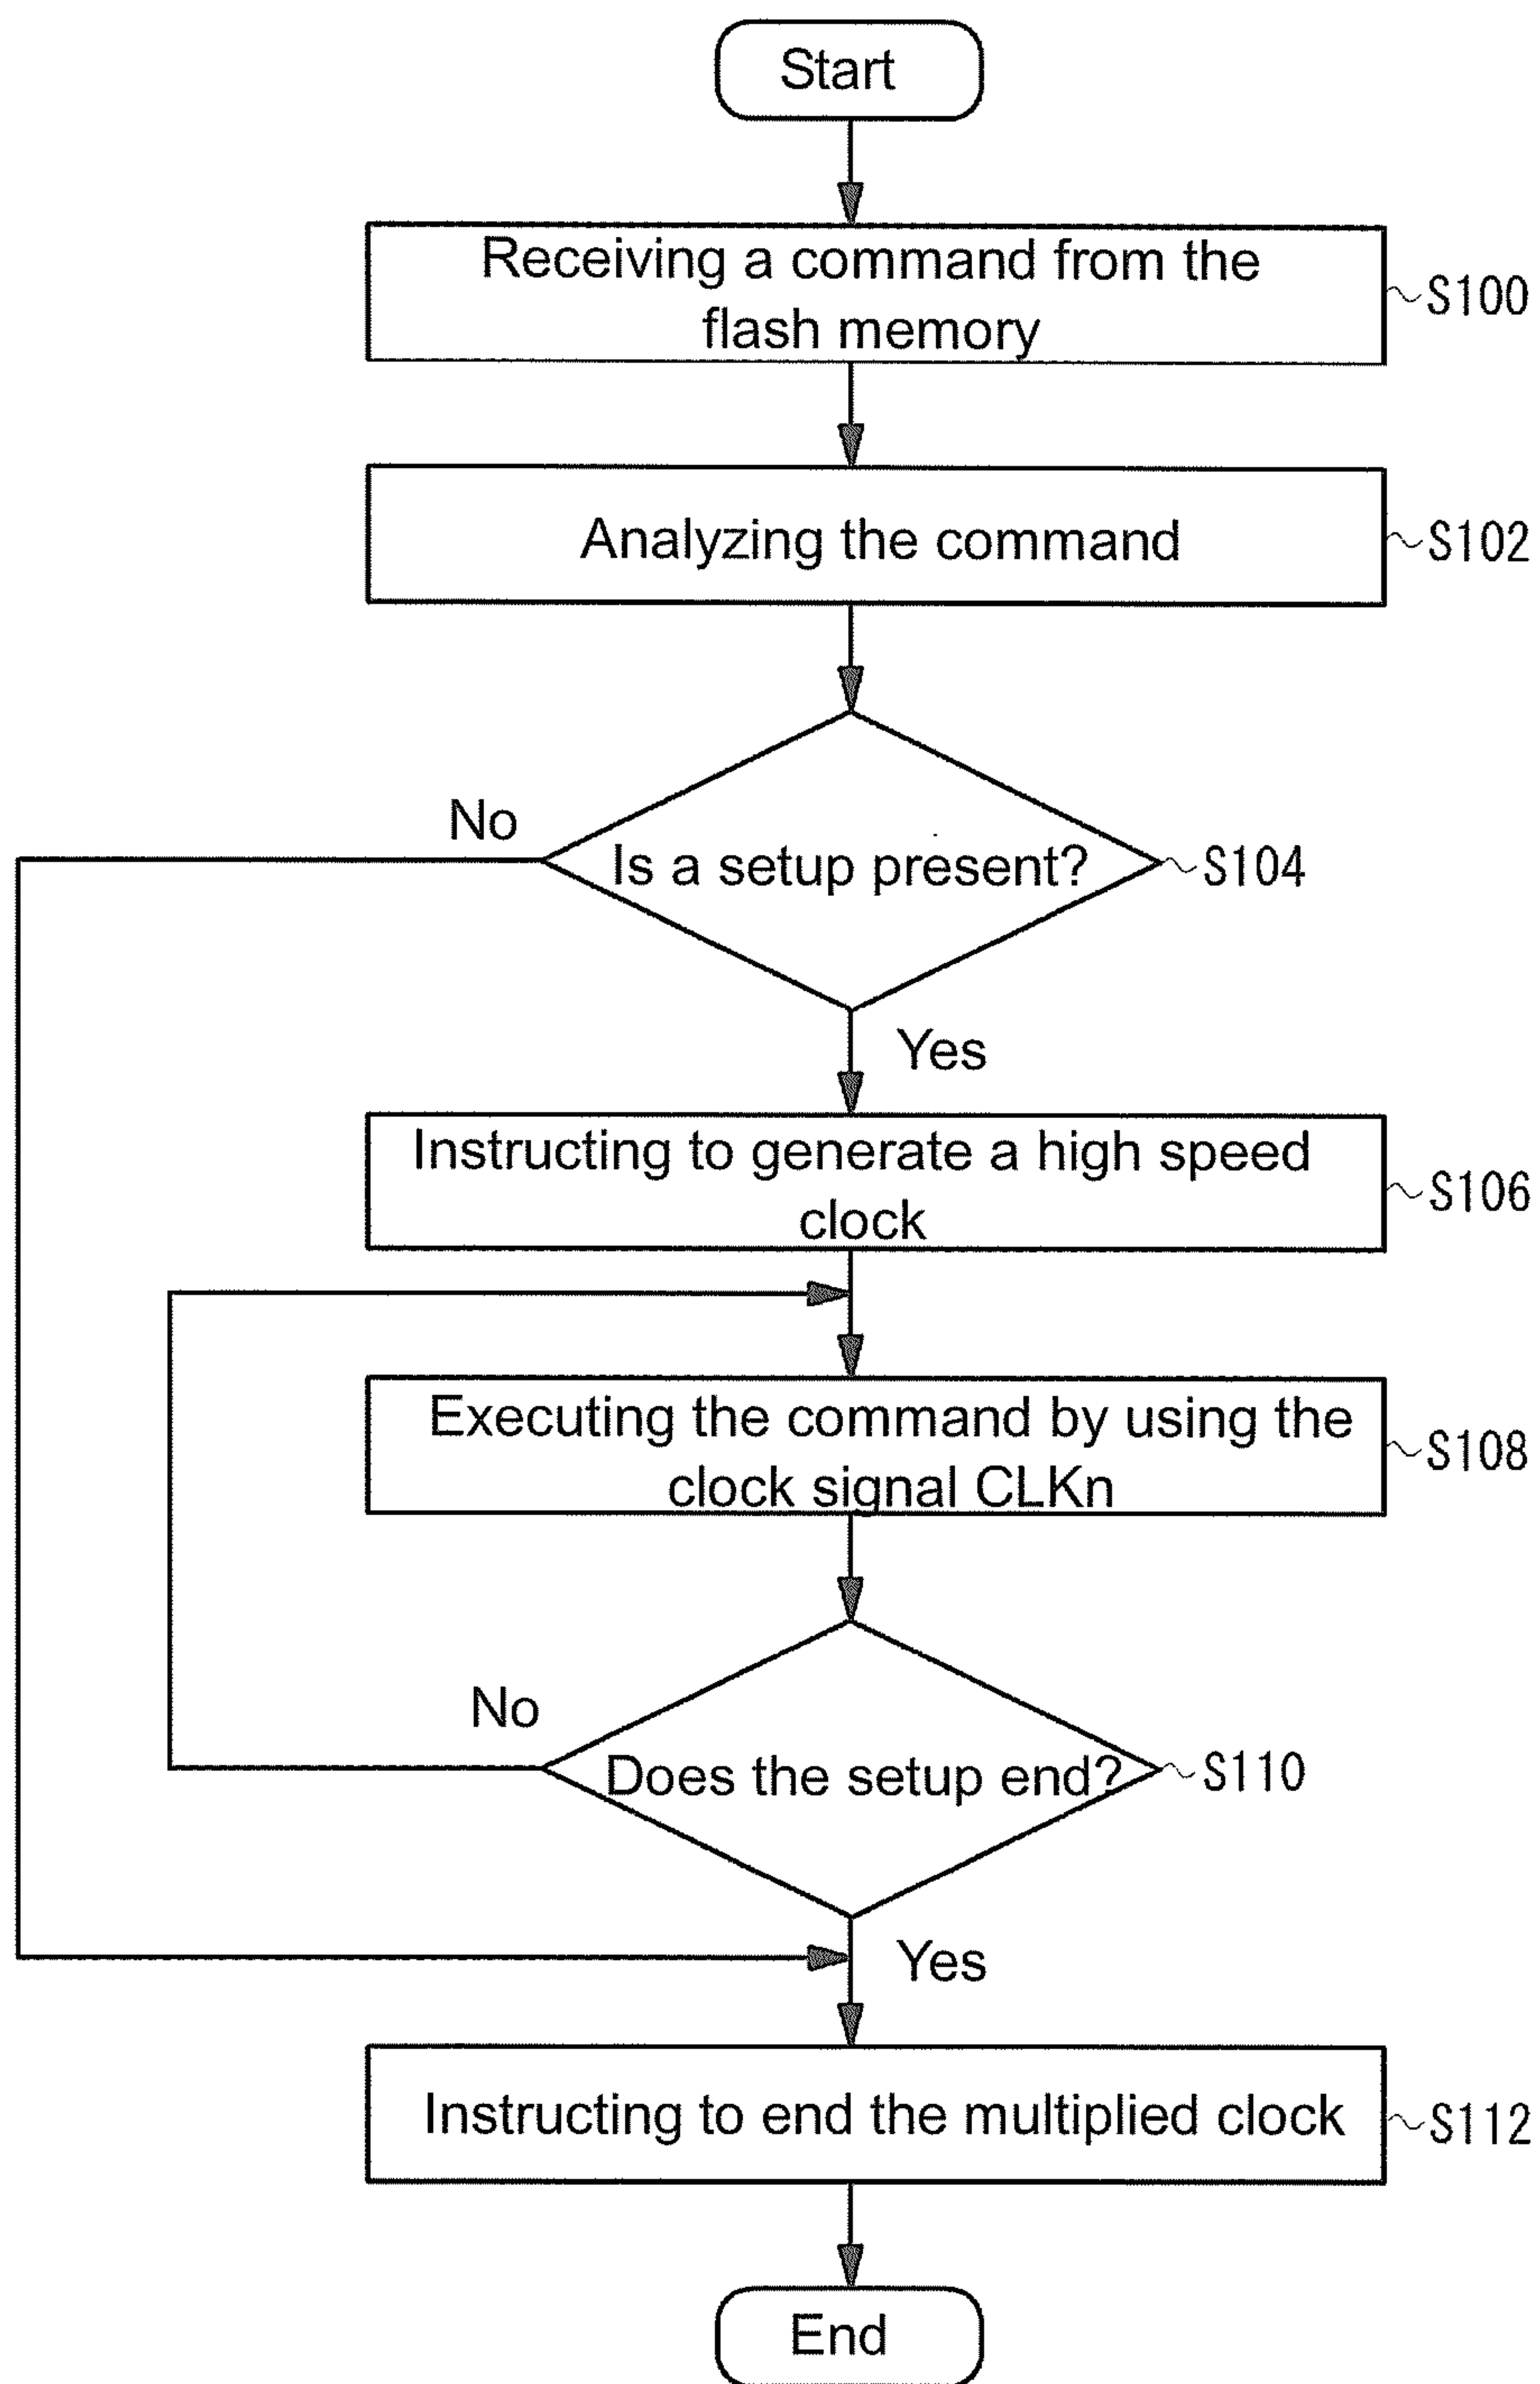 Start
Receiving a command from the
flash memory
S100
Analyzing the command
S102
No
Is a setup present?
S104
Yes
Instructing to generate a high speed
clock
S106
Executing the command by using the
clock signal CLKn
S108
No
Does the setup end?
S110
Yes
Instructing to end the multiplied clock
S112
End